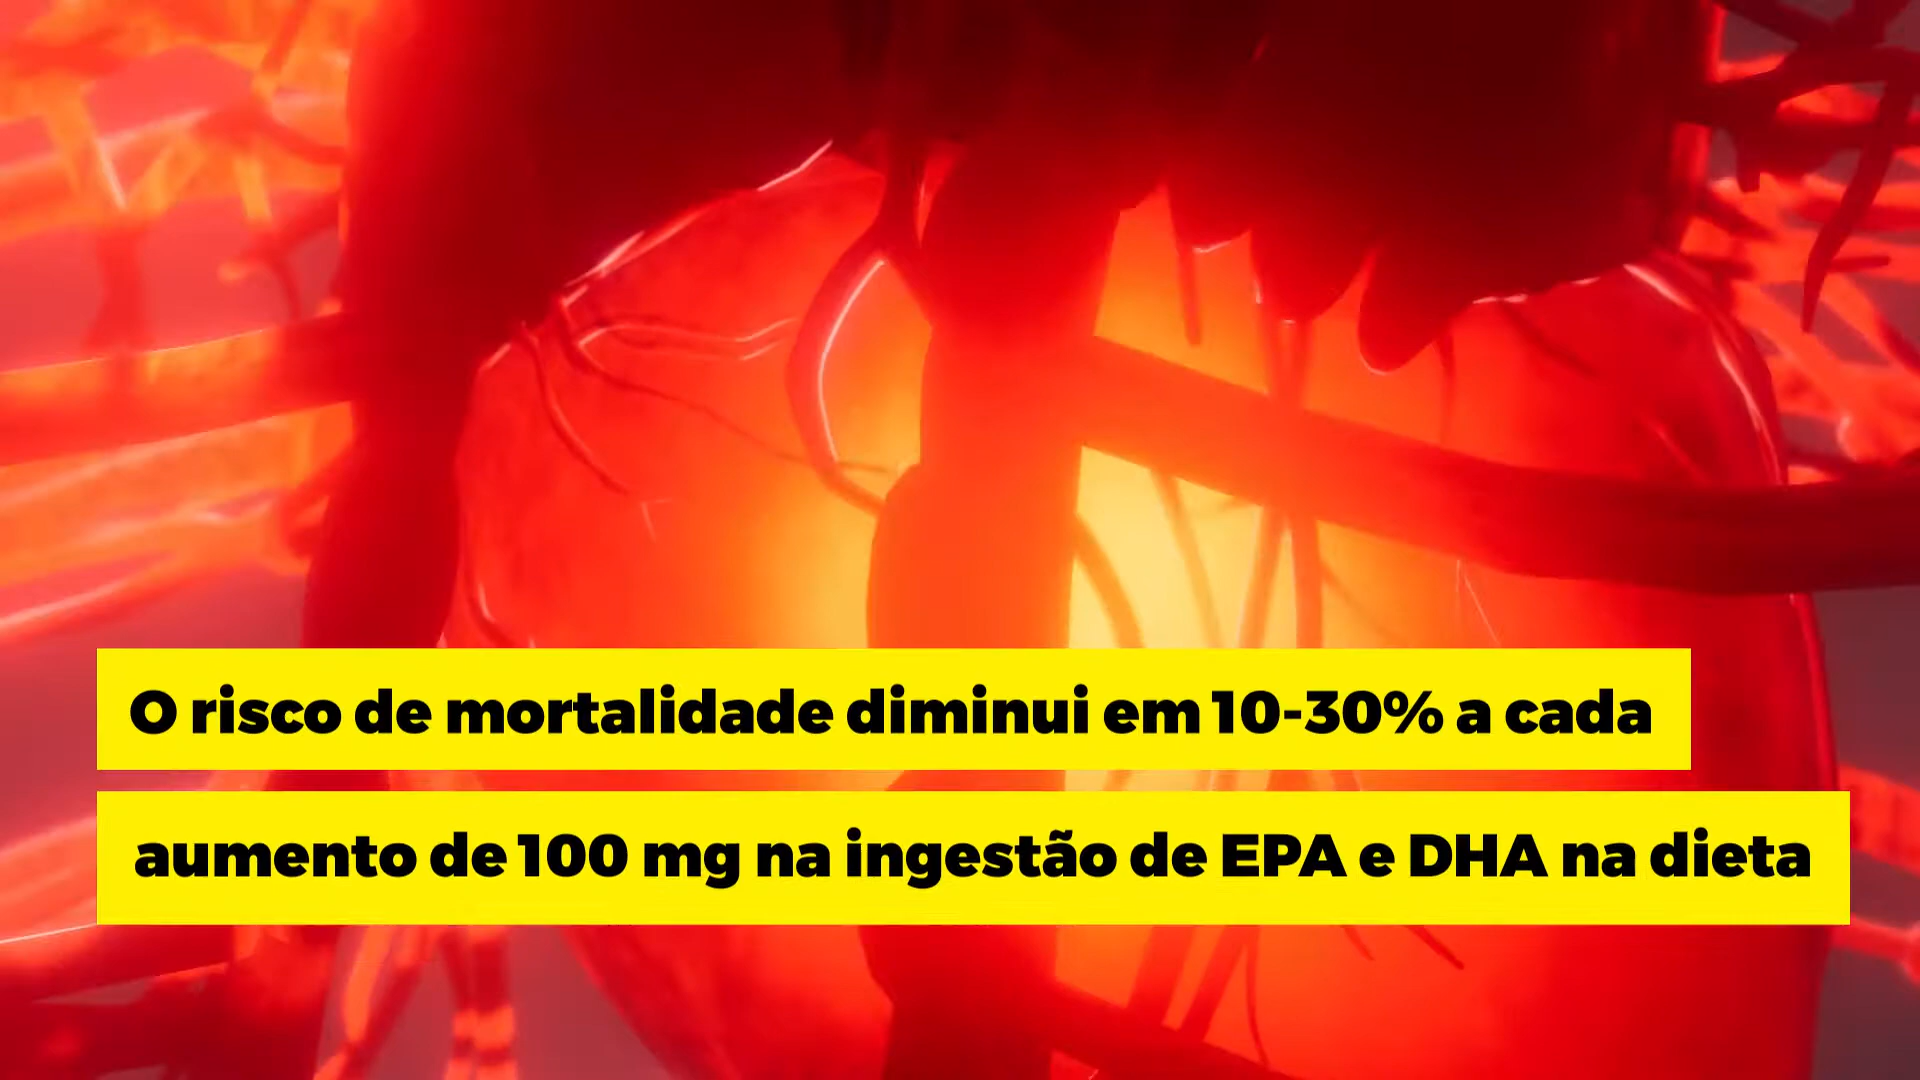 O risco de mortalidade diminui em 10-30% a cada
aumento de 100 mg na ingestão de EPA e DHA na dieta